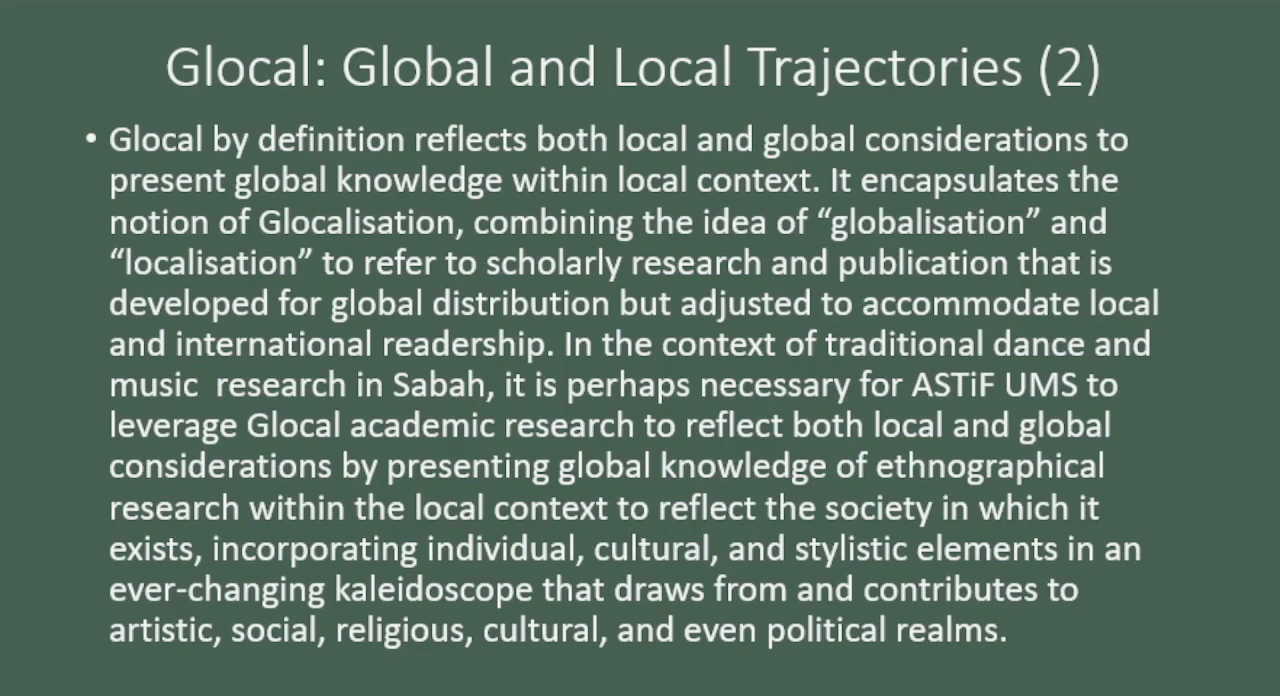 Glocal: Global and Local Trajectories (2)
• Glocal by definition reflects both local and global considerations to
present global knowledge within local context. It encapsulates the
notion of Glocalisation, combining the idea of “globalisation” and
“localisation” to refer to scholarly research and publication that is
developed for global distribution but adjusted to accommodate local
and international readership. In the context of traditional dance and
music  research in Sabah, it is perhaps necessary for ASTiF UMS to
leverage Glocal academic research to reflect both local and global
considerations by presenting global knowledge of ethnographical
research within the local context to reflect the society in which it
exists, incorporating individual, cultural, and stylistic elements in an
ever-changing kaleidoscope that draws from and contributes to
artistic, social, religious, cultural, and even political realms.